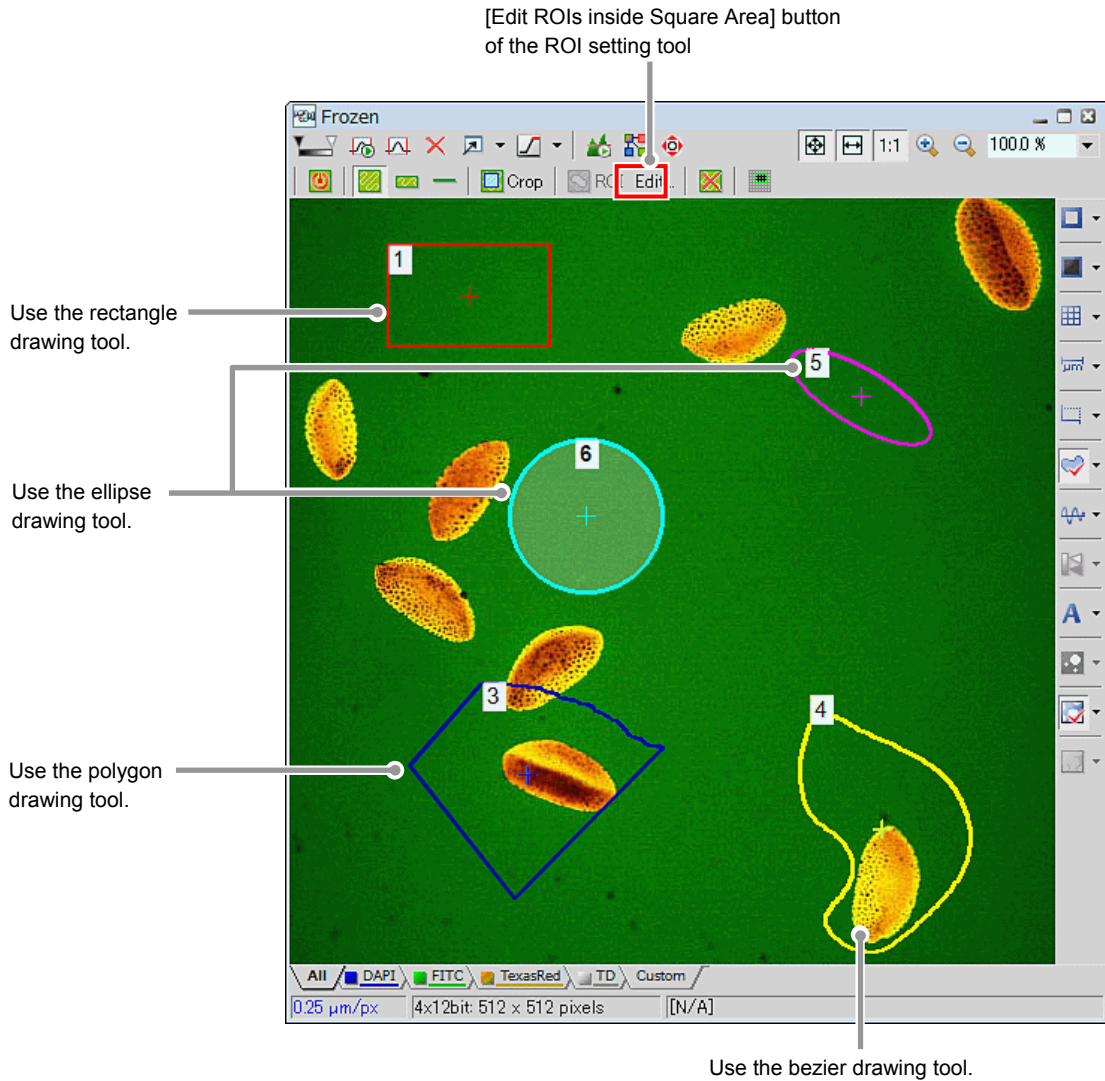 [Edit ROIs inside Square Area] button
of the ROI setting tool
Frozen
1:1 100.0 %
Crop ROI Edit...
1
Use the rectangle
drawing tool.
5
µm
6
Use the ellipse
drawing tool.
A
3
4
Use the polygon
drawing tool.
All DAPI FITC TexasRed TD Custom
0.25 µm/px 4x12bit: 512 x 512 pixels [N/A]
Use the bezier drawing tool.